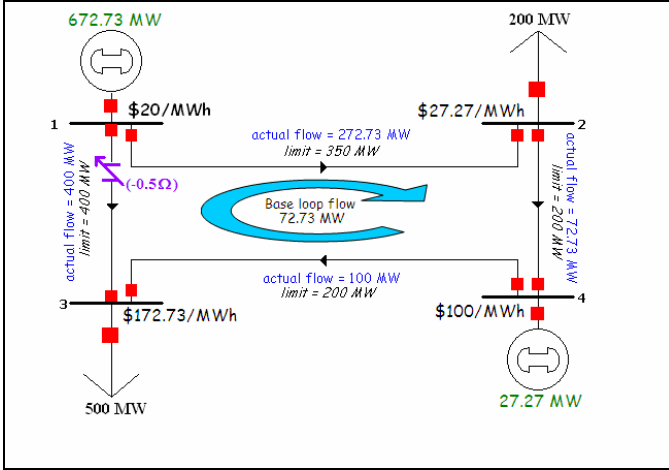 672.73 MW
200 MW
$20/MWh
$27.27/MWh
1
2
actual flow = 272.73 MW
limit = 350 MW
(-0.5Ω)
actual flow = 400 MW
limit = 400 MW
Base loop flow
72.73 MW
actual flow = 72.73 MW
limit = 200 MW
actual flow = 100 MW
limit = 200 MW
3
4
$172.73/MWh
$100/MWh
500 MW
27.27 MW